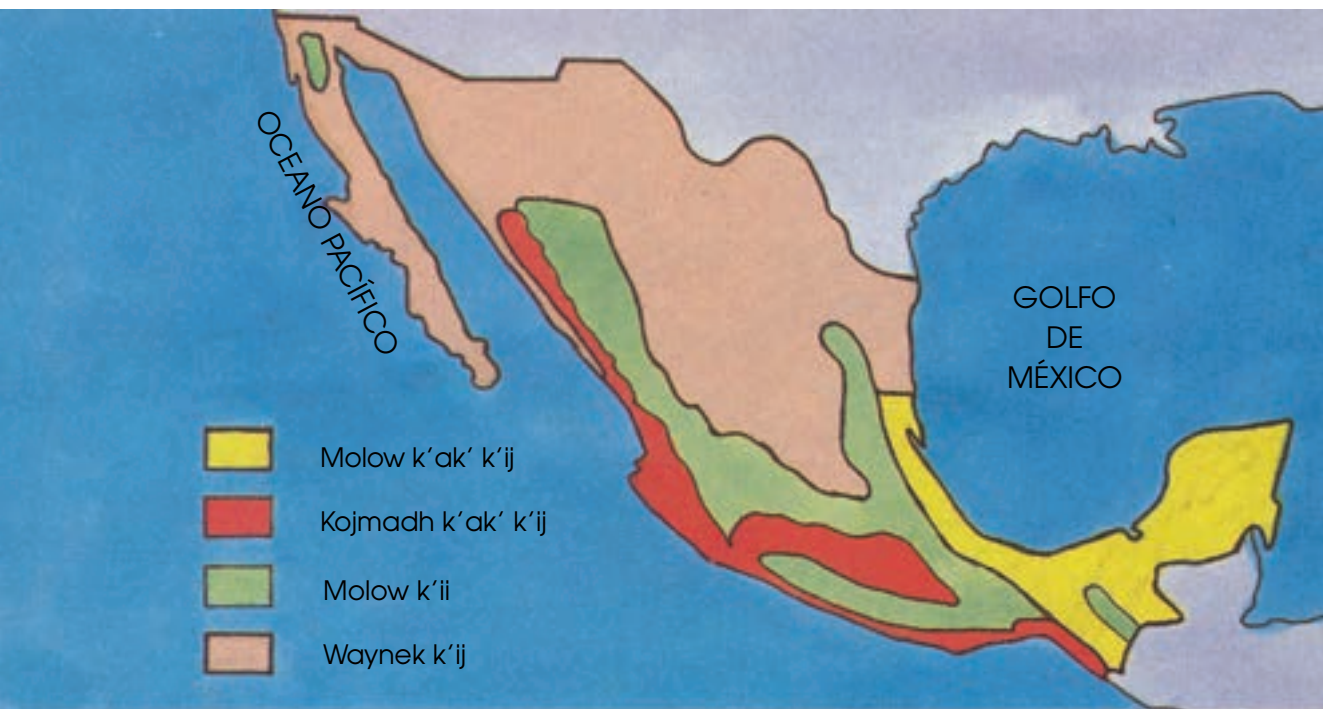 OCEANO PACÍFICO
GOLFO
DE
MÉXICO
Molow k’ak’ k’ij
Kojmadh k’ak’ k’ij
Molow k’ii
Waynek k’ij